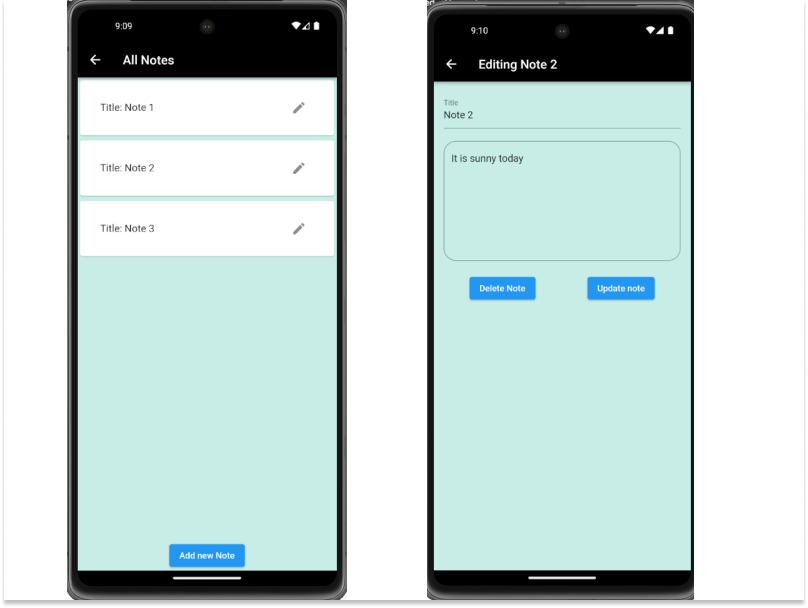 9:09
All Notes
Title: Note 1
Title: Note 2
Title: Note 3
Add new Note
9:10
Editing Note 2
Title
Note 2
It is sunny today
Delete Note
Update note